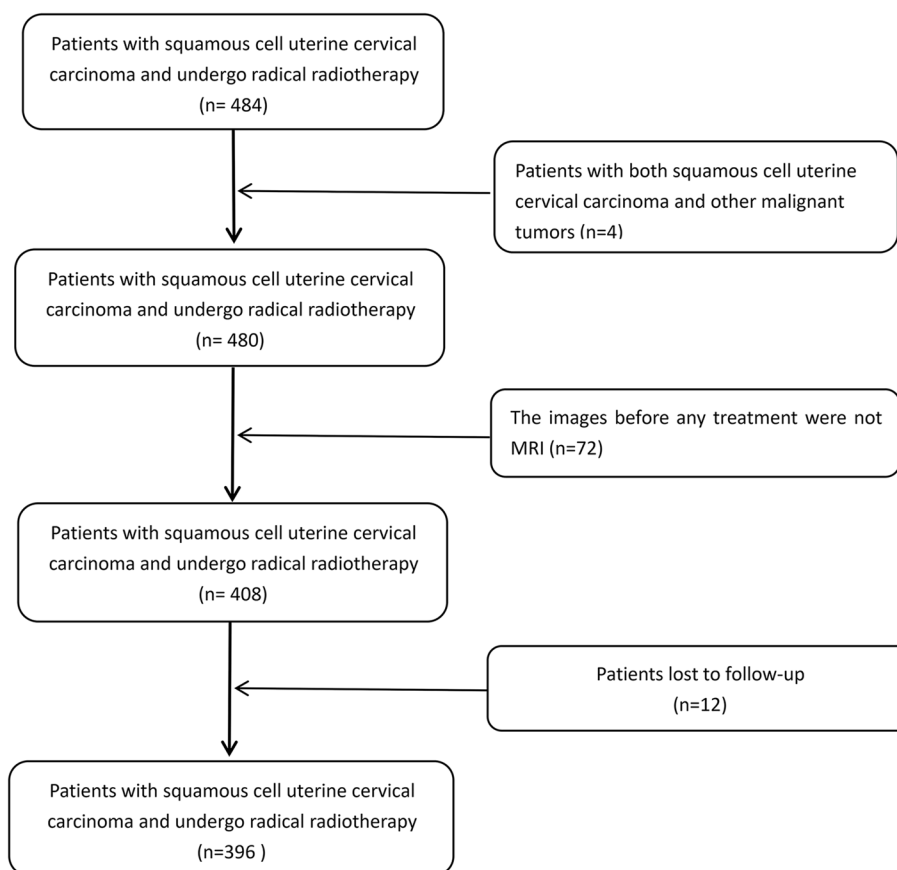 Patients with squamous cell uterine cervical
carcinoma and undergo radical radiotherapy
(n= 484)
Patients with both squamous cell uterine
cervical carcinoma and other malignant
tumors (n=4)
Patients with squamous cell uterine cervical
carcinoma and undergo radical radiotherapy
(n= 480)
The images before any treatment were not
MRI (n=72)
Patients with squamous cell uterine cervical
carcinoma and undergo radical radiotherapy
(n= 408)
Patients lost to follow-up
(n=12)
Patients with squamous cell uterine cervical
carcinoma and undergo radical radiotherapy
(n=396 )